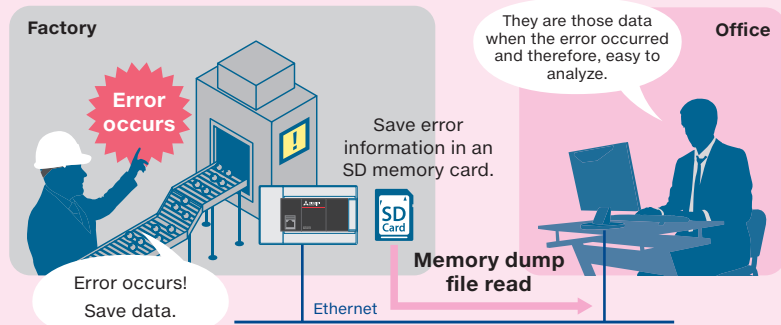 Factory
Error
occurs
!
Save error
information in an
SD memory card.
SD
Card
Error occurs!
Save data.
Ethernet
Memory dump
file read
They are those data
when the error occurred
and therefore, easy to
analyze.
Office